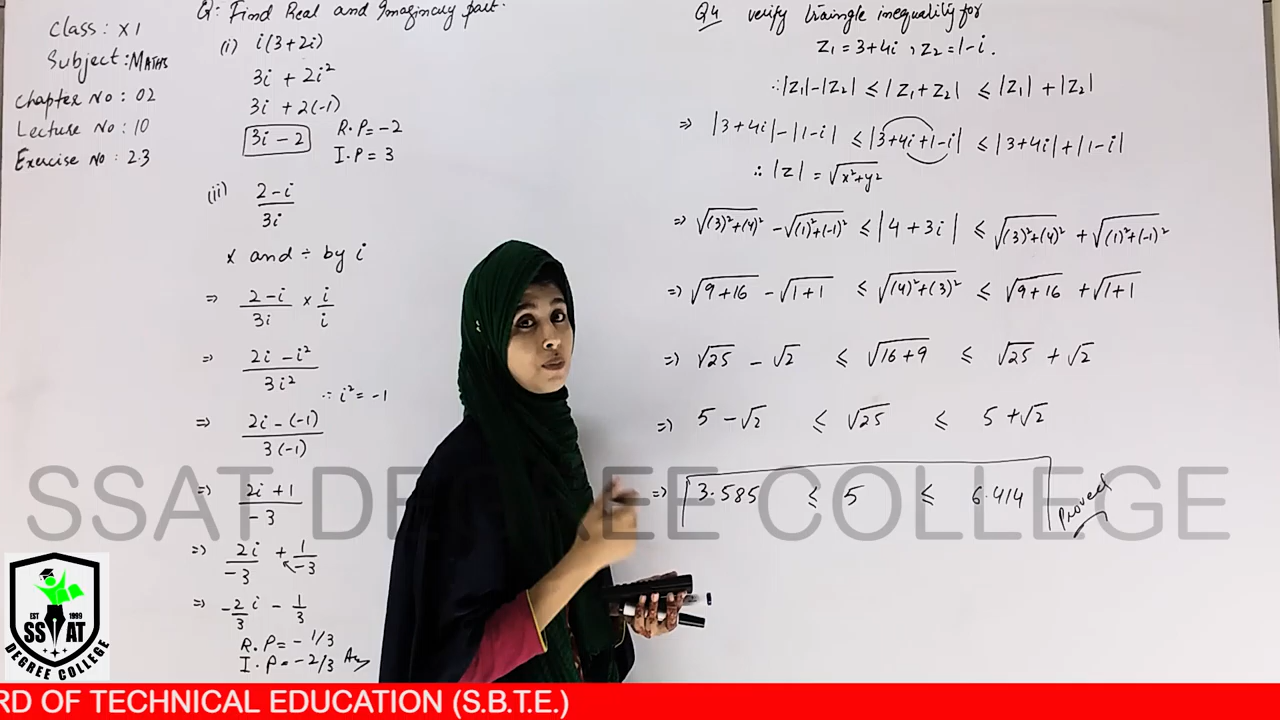 Class: XI
Subject: MATHS
Chapter No: 02
Lecture No: 10
Exercise No: 2.3
Q: Find Real and Imaginary part.
(i) i(3+2i)
3i + 2i²
3i + 2(-1)
3i - 2 R.P = -2
I.P = 3
(ii) 2-i / 3i
x and ÷ by i
⇒ 2-i / 3i × i / i
⇒ 2i - i² / 3i²
∵ i² = -1
⇒ 2i - (-1) / 3(-1)
⇒ 2i + 1 / -3
⇒ 2i / -3 + 1 / -3
⇒ -2/3 i - 1/3
R.P = -1/3
I.P = -2/3 Ans
Q4 verify triangle inequality for
Z₁ = 3+4i, Z₂ = 1-i.
∵ |Z₁| - |Z₂| ≤ |Z₁ + Z₂| ≤ |Z₁| + |Z₂|
⇒ |3+4i| - |1-i| ≤ |3+4i+1-i| ≤ |3+4i| + |1-i|
∴ |Z| = √x²+y²
⇒ √(3)²+(4)² - √(1)²+(-1)² ≤ |4+3i| ≤ √(3)²+(4)² + √(1)²+(-1)²
⇒ √9+16 - √1+1 ≤ √(4)²+(3)² ≤ √9+16 + √1+1
⇒ √25 - √2 ≤ √16+9 ≤ √25 + √2
⇒ 5 - √2 ≤ √25 ≤ 5 + √2
⇒ 3.585 ≤ 5 ≤ 6.414 Proved
SSAT DEGREE COLLEGE
EST 1999
SSAT
DEGREE COLLEGE
RD OF TECHNICAL EDUCATION (S.B.T.E.)